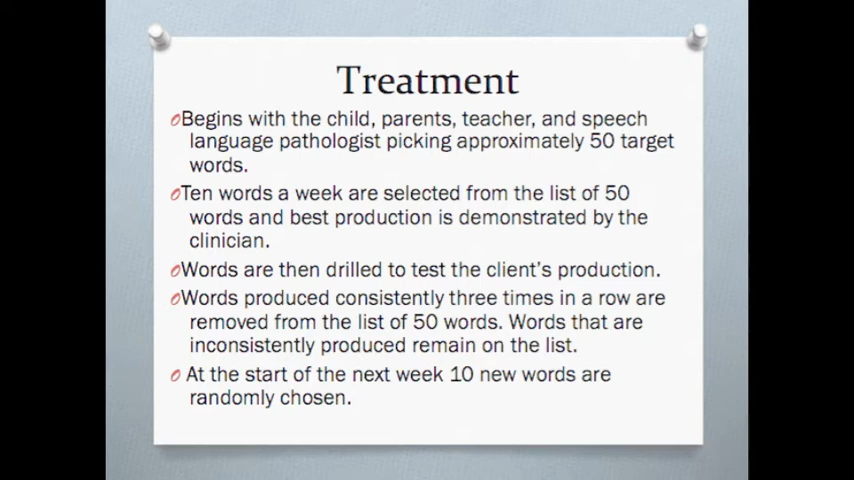 Treatment
Begins with the child, parents, teacher, and speech
language pathologist picking approximately 50 target
words.
Ten words a week are selected from the list of 50
words and best production is demonstrated by the
clinician.
Words are then drilled to test the client's production.
Words produced consistently three times in a row are
removed from the list of 50 words. Words that are
inconsistently produced remain on the list.
At the start of the next week 10 new words are
randomly chosen.